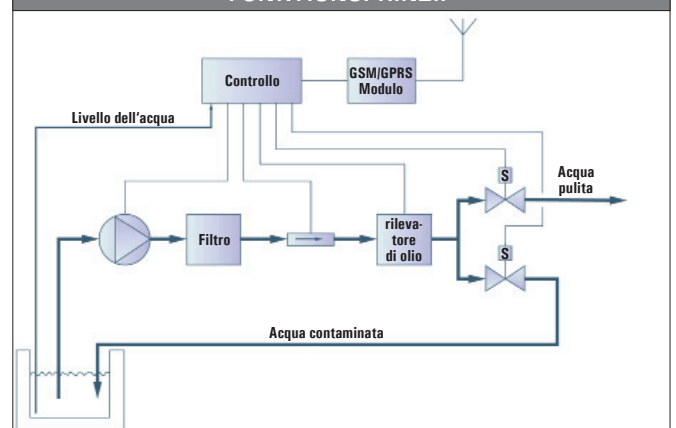 Controllo
GSM/GPRS
Modulo
Livello dell'acqua
S
Acqua
pulita
Filtro
rileva-
tore
di olio
S
Acqua contaminata